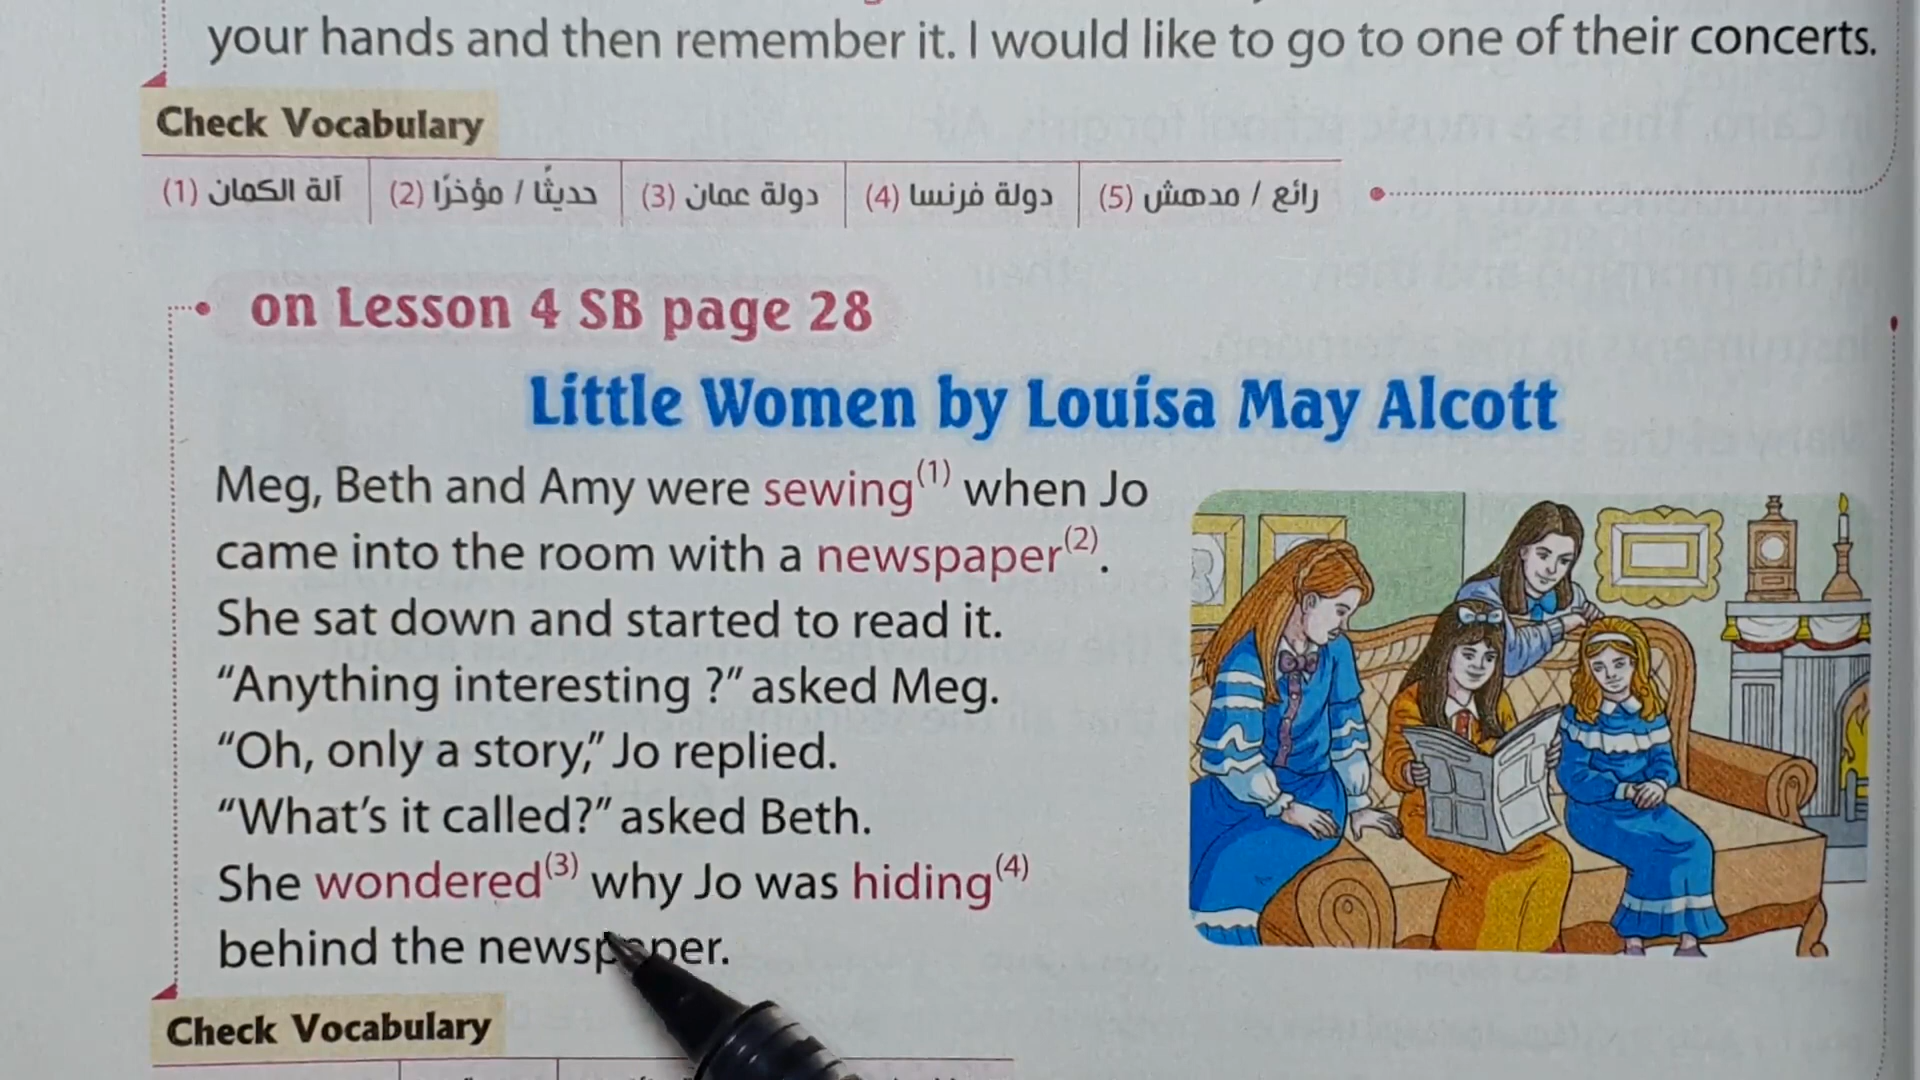 your hands and then remember it. I would like to go to one of their concerts.
Check Vocabulary
(1) آلة الكمان (2) حديثًا / مؤخرًا (3) دولة عمان (4) دولة فرنسا (5) رائع / مدهش
on Lesson 4 SB page 28
Little Women by Louisa May Alcott
Meg, Beth and Amy were sewing(1) when Jo
came into the room with a newspaper(2).
She sat down and started to read it.
“Anything interesting ?” asked Meg.
“Oh, only a story,” Jo replied.
“What’s it called?” asked Beth.
She wondered(3) why Jo was hiding(4)
behind the newspaper.
Check Vocabulary